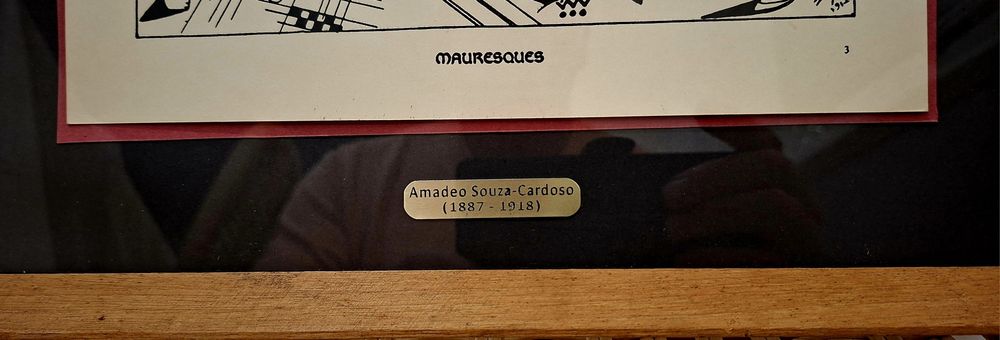 MAURESQUES
3
Amadeo Souza-Cardoso
(1887 - 1918)